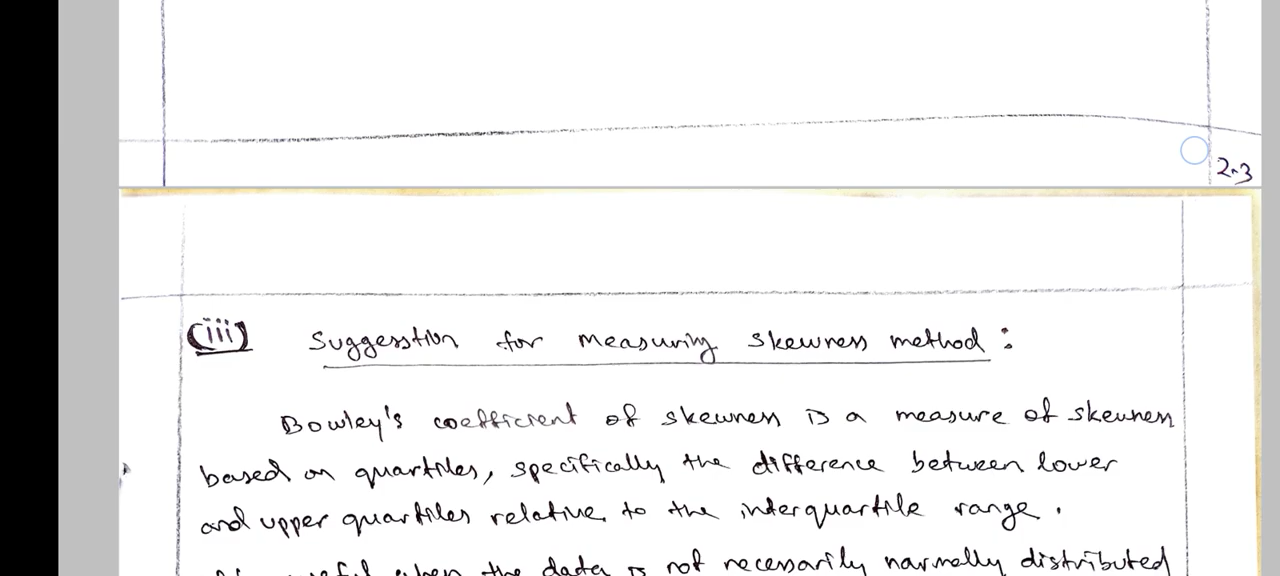 2.3
(iii) Suggesstion for measuring skewness method :
Bowley's coefficient of skewness is a measure of skewness
based on quartiles, specifically the difference between lower
and upper quartiles relative to the interquartile range.
when the data is not necessarily normally distributed